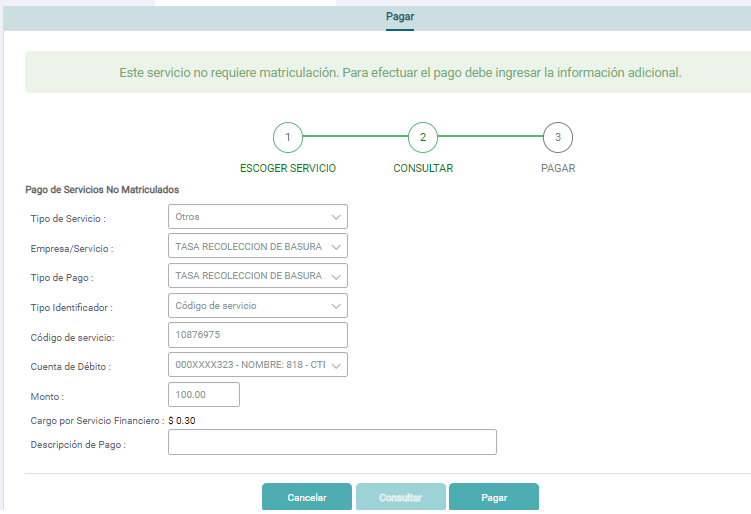 Pagar
Este servicio no requiere matriculación. Para efectuar el pago debe ingresar la información adicional.
1 2 3
ESCOGER SERVICIO CONSULTAR PAGAR
Pago de Servicios No Matriculados
Tipo de Servicio : Otros
Empresa/Servicio : TASA RECOLECCION DE BASURA
Tipo de Pago : TASA RECOLECCION DE BASURA
Tipo Identificador : Código de servicio
Código de servicio: 10876975
Cuenta de Débito : 000XXXX323 - NOMBRE: 818 - CTE
Monto : 100.00
Cargo por Servicio Financiero : $ 0.30
Descripción de Pago :
Cancelar Consultar Pagar